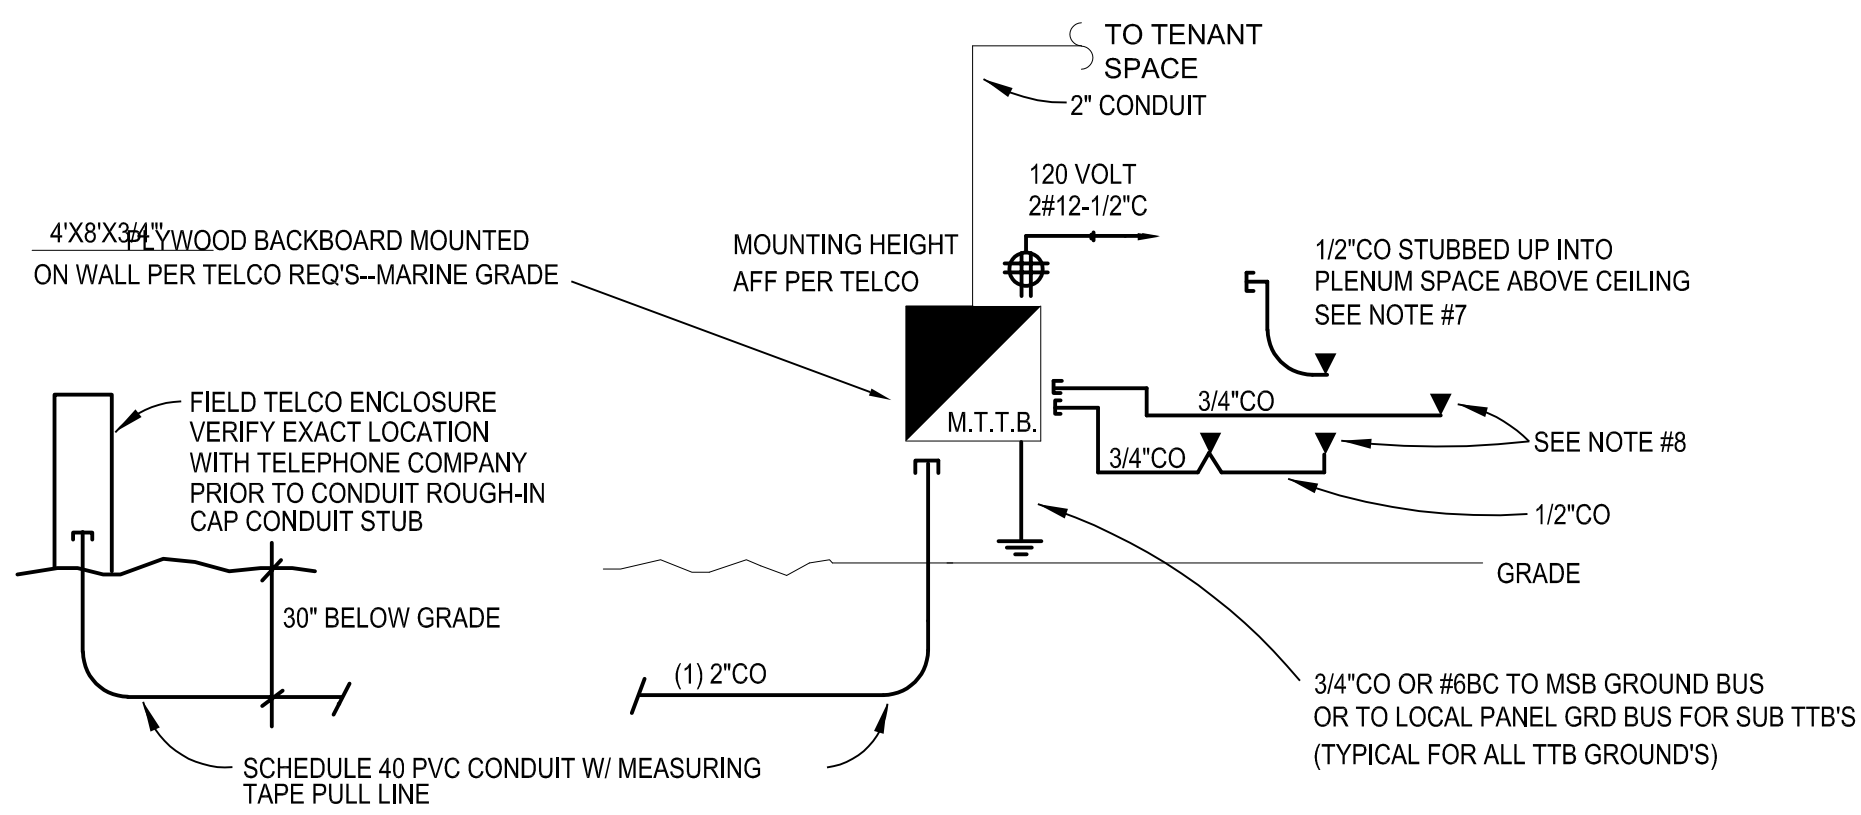 TO TENANT
SPACE
2" CONDUIT
120 VOLT
2#12-1/2"C
4'X8'X3/4"
PLYWOOD BACKBOARD MOUNTED
ON WALL PER TELCO REQ'S--MARINE GRADE
MOUNTING HEIGHT
AFF PER TELCO
1/2"CO STUBBED UP INTO
PLENUM SPACE ABOVE CEILING
SEE NOTE #7
FIELD TELCO ENCLOSURE
VERIFY EXACT LOCATION
WITH TELEPHONE COMPANY
PRIOR TO CONDUIT ROUGH-IN
CAP CONDUIT STUB
M.T.T.B.
3/4"CO
3/4"CO
SEE NOTE #8
1/2"CO
GRADE
30" BELOW GRADE
(1) 2"CO
3/4"CO OR #6BC TO MSB GROUND BUS
OR TO LOCAL PANEL GRD BUS FOR SUB TTB'S
(TYPICAL FOR ALL TTB GROUND'S)
SCHEDULE 40 PVC CONDUIT W/ MEASURING
TAPE PULL LINE